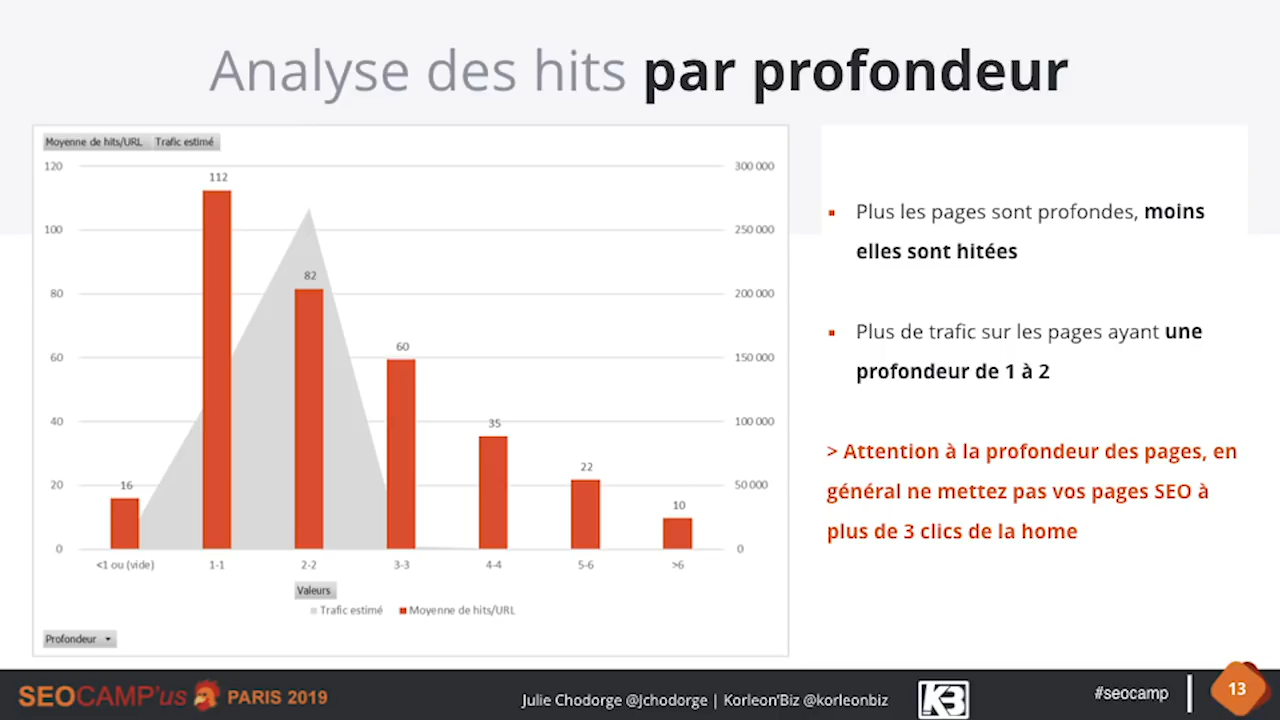 Analyse des hits par profondeur
Moyenne de hits/URL Trafic estimé
120
100
80
60
40
20
0
300 000
250 000
200 000
150 000
100 000
50 000
0
16
112
82
60
35
22
10
<1 ou (vide) 1-1 2-2 3-3 4-4 5-6 >6
Valeurs
Trafic estimé Moyenne de hits/URL
Profondeur
Plus les pages sont profondes, moins
elles sont hitées
Plus de trafic sur les pages ayant une
profondeur de 1 à 2
> Attention à la profondeur des pages, en
général ne mettez pas vos pages SEO à
plus de 3 clics de la home
SEOCAMP'us PARIS 2019
Julie Chodorge @Jchodorge | Korleon'Biz @korleonbiz
KB
#seocamp
13